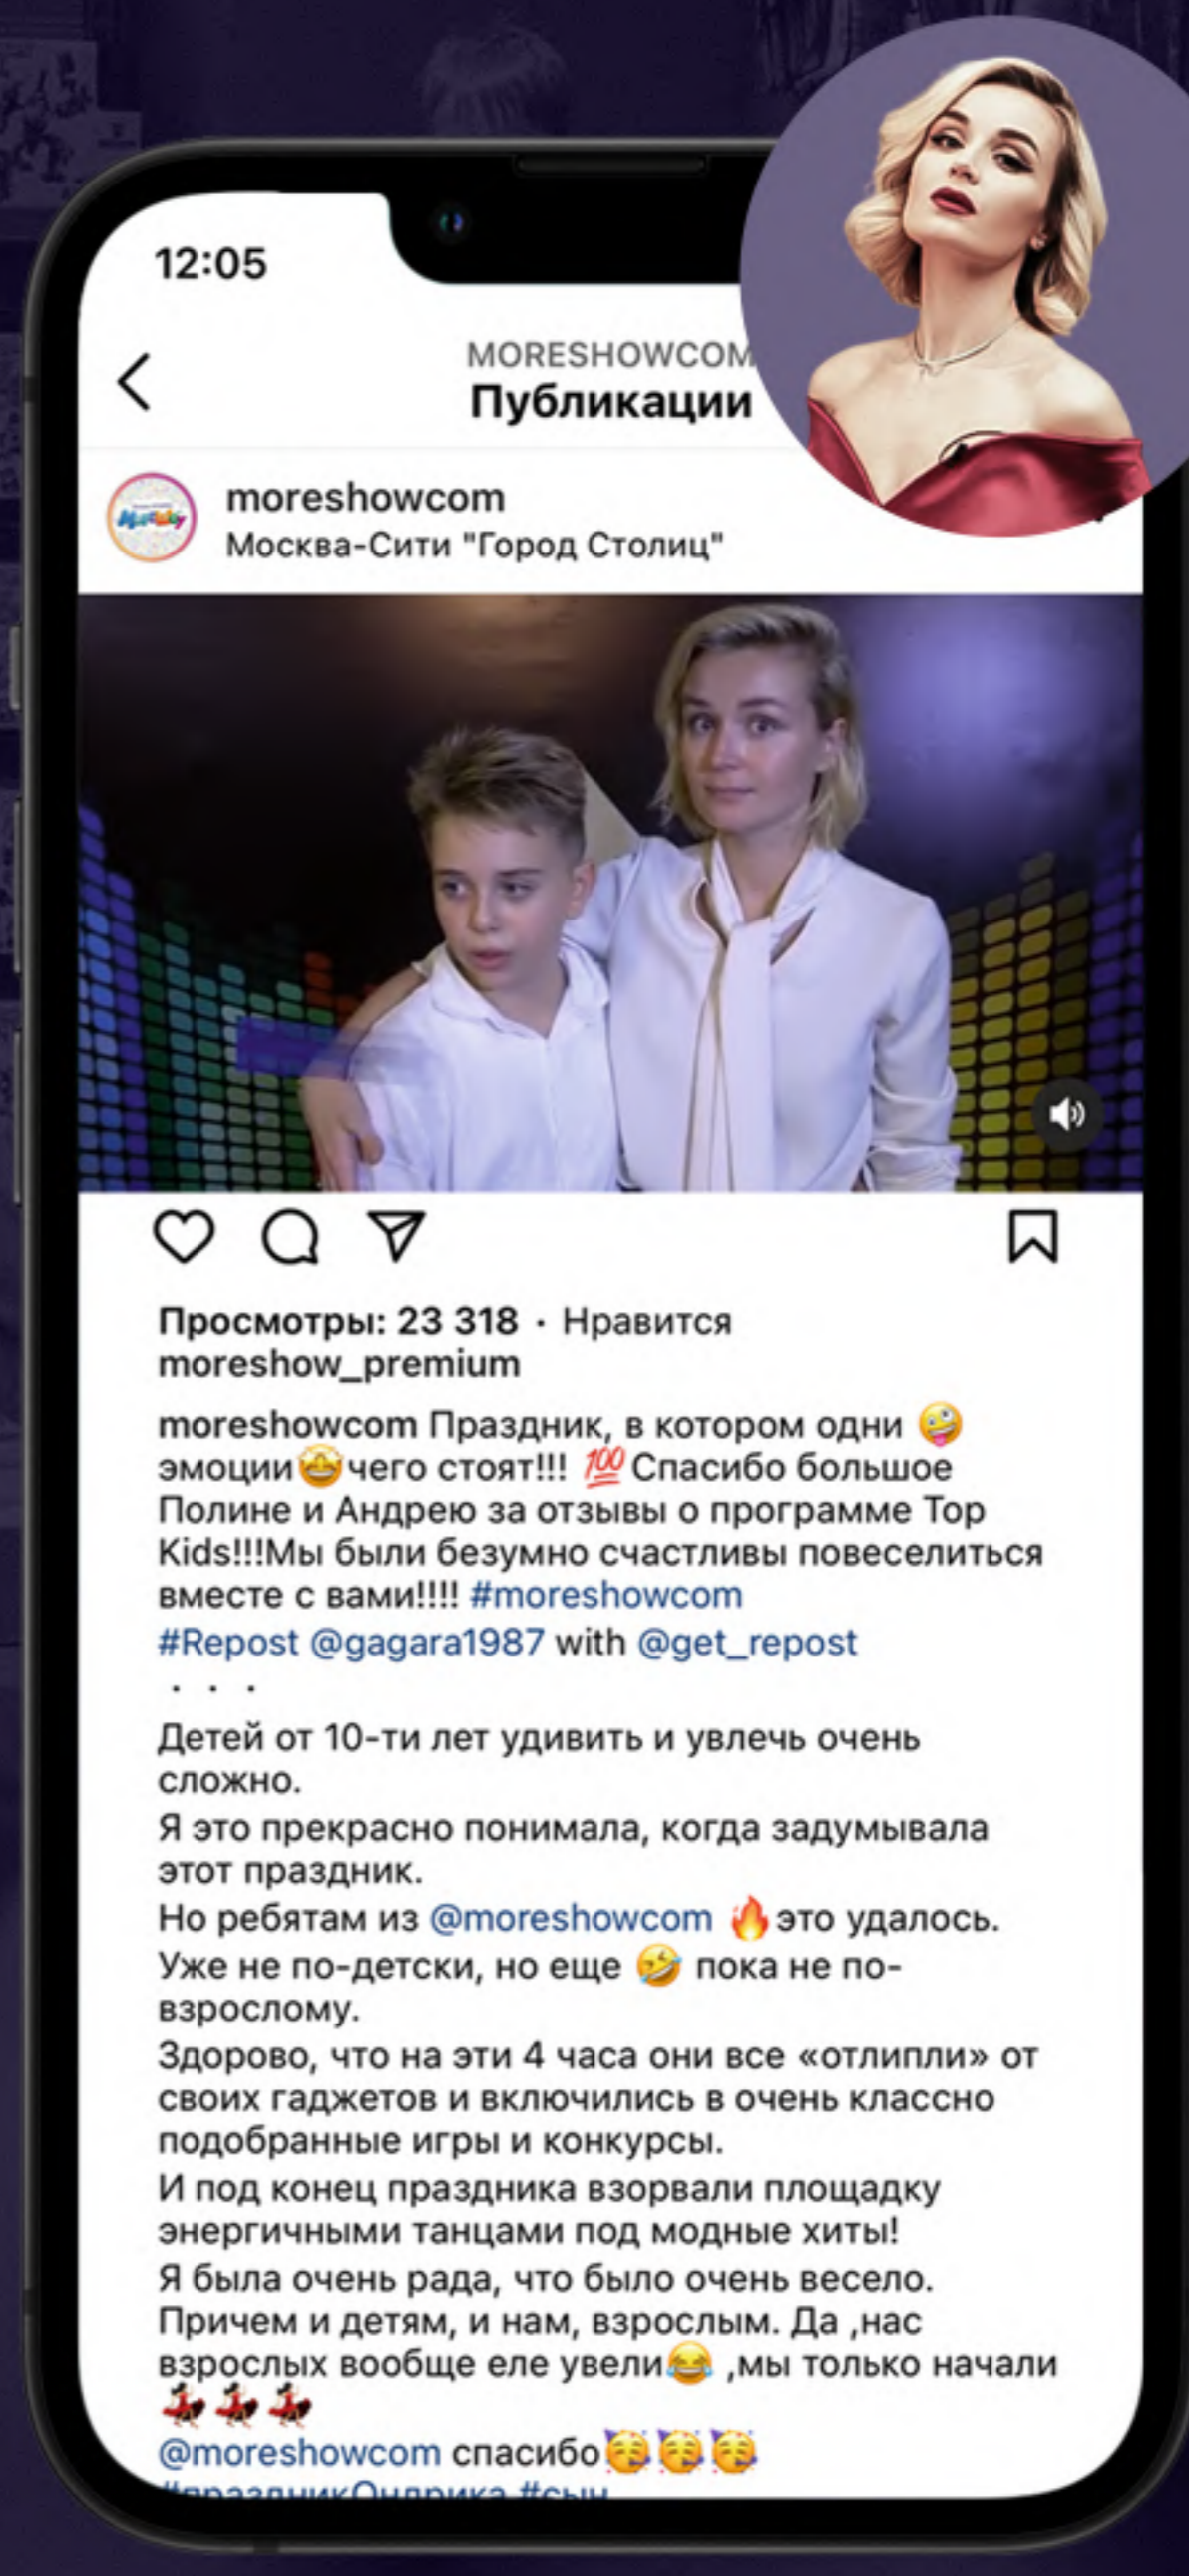 12:05
MORESHOWCOM
Публикации
moreshowcom
Москва-Сити "Город Столиц"
Просмотры: 23 318 · Нравится
moreshow_premium
moreshowcom Праздник, в котором одни 🤪
эмоции🤩чего стоят!!! 💯Спасибо большое
Полине и Андрею за отзывы о программе Top
Kids!!!Мы были безумно счастливы повеселиться
вместе с вами!!!! #moreshowcom
#Repost @gagara1987 with @get_repost
・・・
Детей от 10-ти лет удивить и увлечь очень
сложно.
Я это прекрасно понимала, когда задумывала
этот праздник.
Но ребятам из @moreshowcom 🔥это удалось.
Уже не по-детски, но еще 🤣 пока не по-
взрослому.
Здорово, что на эти 4 часа они все «отлипли» от
своих гаджетов и включились в очень классно
подобранные игры и конкурсы.
И под конец праздника взорвали площадку
энергичными танцами под модные хиты!
Я была очень рада, что было очень весело.
Причем и детям, и нам, взрослым. Да ,нас
взрослых вообще еле увели😂 ,мы только начали
💃💃💃
@moreshowcom спасибо🥳🥳🥳
#праздникОндрика #сын